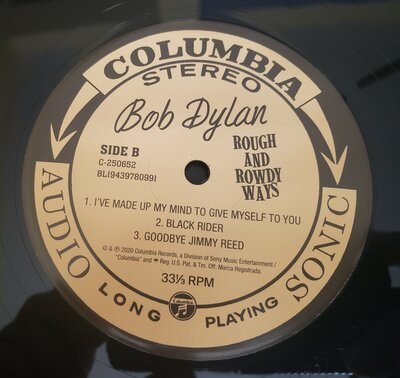 COLUMBIA
STEREO
Bob Dylan
SIDE B
C-250652
BL19439780991
ROUGH
AND
ROWDY
WAYS
1. I'VE MADE UP MY MIND TO GIVE MYSELF TO YOU
2. BLACK RIDER
3. GOODBYE JIMMY REED
© & ℗ 2020 Columbia Records, a Division of Sony Music Entertainment /
"Columbia" and Reg. U.S. Pat. & Tm. Off. Marca Registrada.
33⅓ RPM
AUDIO LONG PLAYING SONIC
Columbia